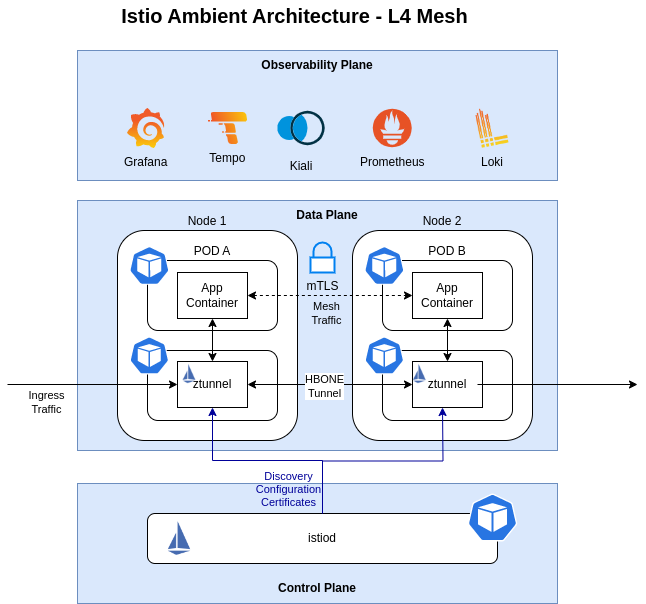 Istio Ambient Architecture - L4 Mesh
Observability Plane
Grafana
Tempo
Kiali
Prometheus
Loki
Data Plane
Node 1
Node 2
POD A
POD B
App
Container
mTLS
Mesh
Traffic
App
Container
Ingress
Traffic
ztunnel
HBONE
Tunnel
ztunnel
Discovery
Configuration
Certificates
istiod
Control Plane